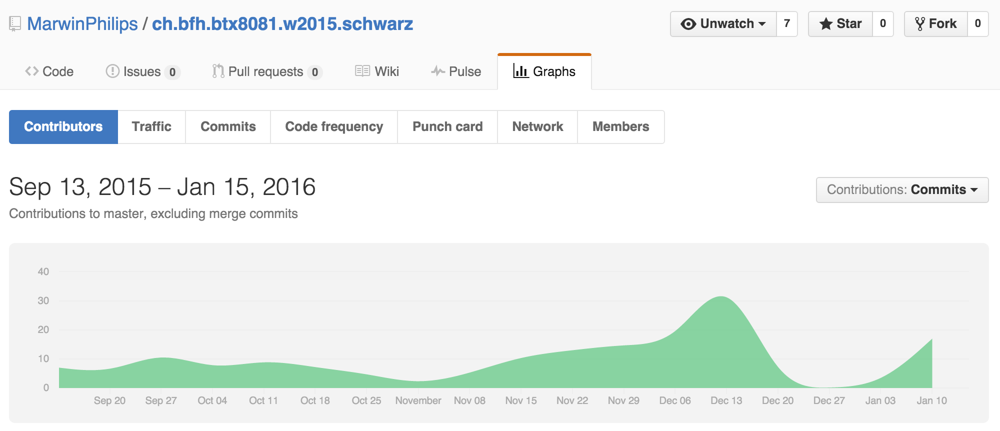 MarwinPhilips / ch.bfh.btx8081.w2015.schwarz
Unwatch 7
Star 0
Fork 0
Code
Issues 0
Pull requests 0
Wiki
Pulse
Graphs
Contributors
Traffic
Commits
Code frequency
Punch card
Network
Members
Sep 13, 2015 – Jan 15, 2016
Contributions: Commits
Contributions to master, excluding merge commits
40
30
20
10
0
Sep 20
Sep 27
Oct 04
Oct 11
Oct 18
Oct 25
November
Nov 08
Nov 15
Nov 22
Nov 29
Dec 06
Dec 13
Dec 20
Dec 27
Jan 03
Jan 10